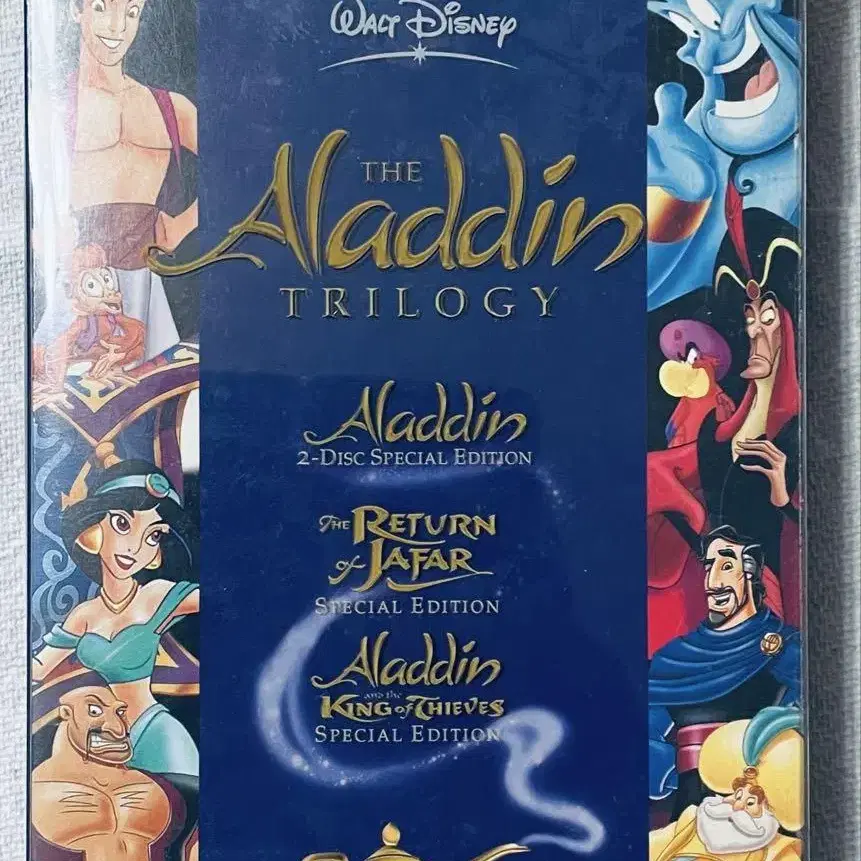 WALT DISNEY
THE
Aladdin
TRILOGY
Aladdin
2-DISC SPECIAL EDITION
THE RETURN
of JAFAR
SPECIAL EDITION
Aladdin
and the
KING of THIEVES
SPECIAL EDITION